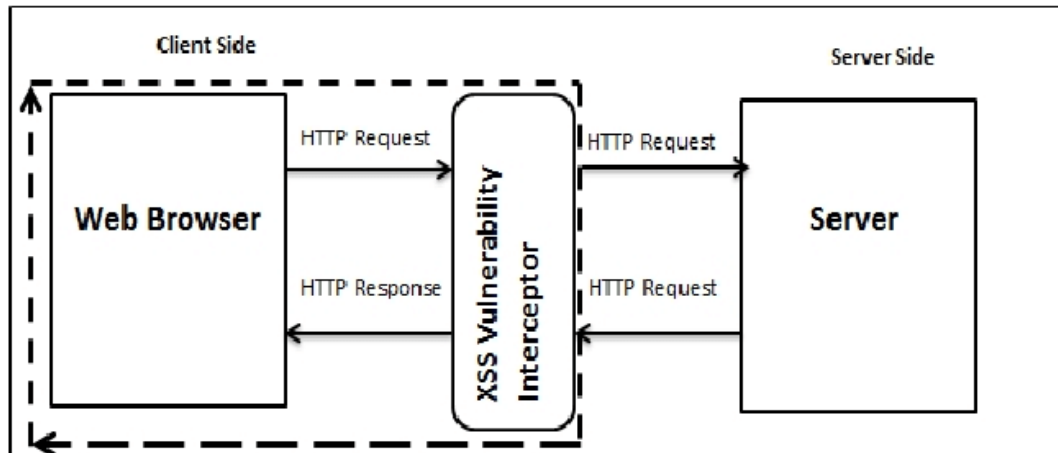 Client Side
Server Side
HTTP Request
HTTP Request
Web Browser
XSS Vulnerability
Interceptor
Server
HTTP Response
HTTP Request